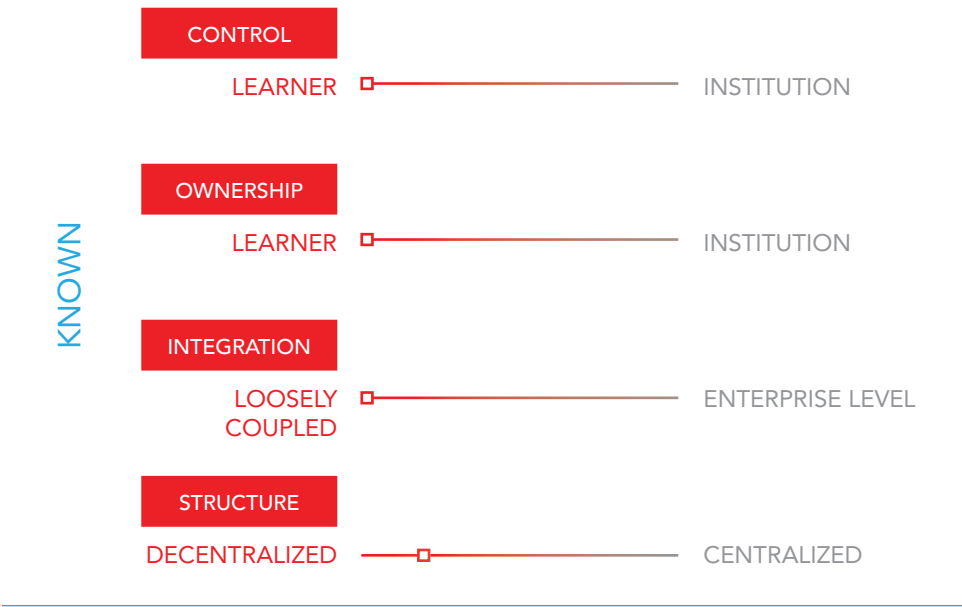 KNOWN
CONTROL
LEARNER
INSTITUTION
OWNERSHIP
LEARNER
INSTITUTION
INTEGRATION
LOOSELY
COUPLED
ENTERPRISE LEVEL
STRUCTURE
DECENTRALIZED
CENTRALIZED